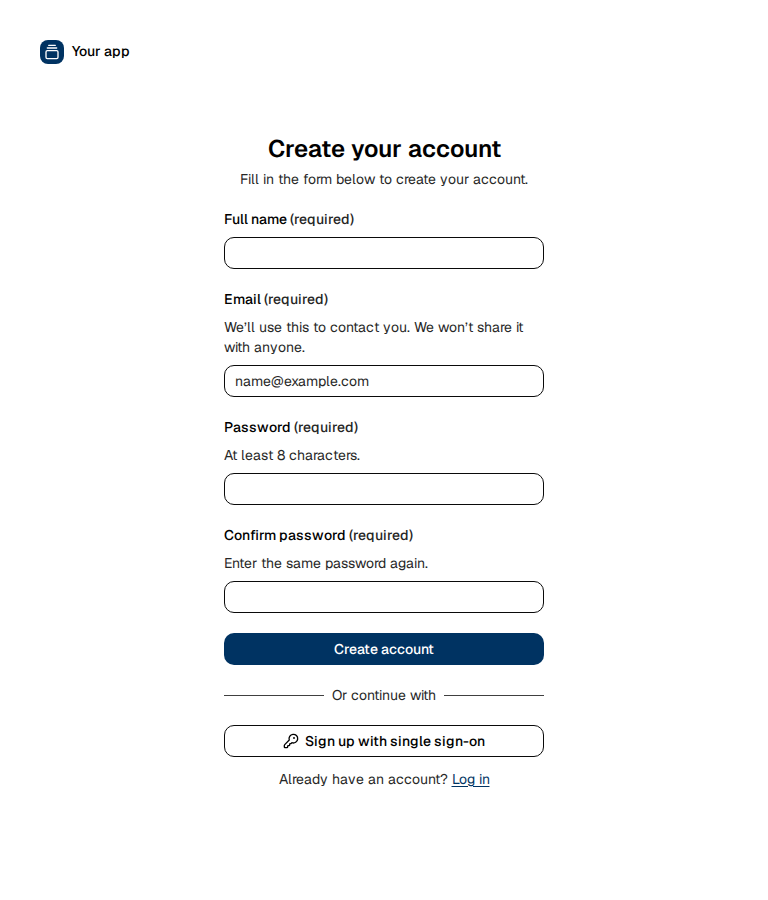 Your app
Create your account
Fill in the form below to create your account.
Full name (required)
Email (required)
We’ll use this to contact you. We won’t share it
with anyone.
name@example.com
Password (required)
At least 8 characters.
Confirm password (required)
Enter the same password again.
Create account
Or continue with
Sign up with single sign-on
Already have an account? Log in